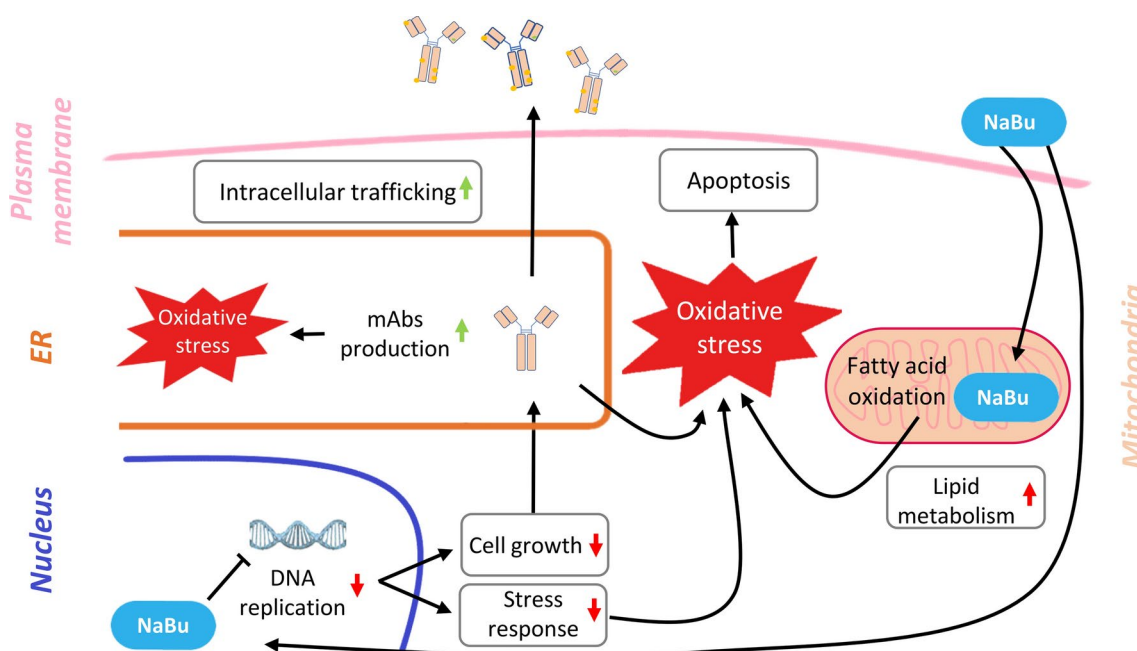 Plasma
membrane
NaBu
Intracellular trafficking
Apoptosis
ER
Oxidative
stress
mAbs
production
Oxidative
stress
Fatty acid
oxidation
NaBu
Mitochondria
Lipid
metabolism
Nucleus
DNA
replication
Cell growth
Stress
response
NaBu